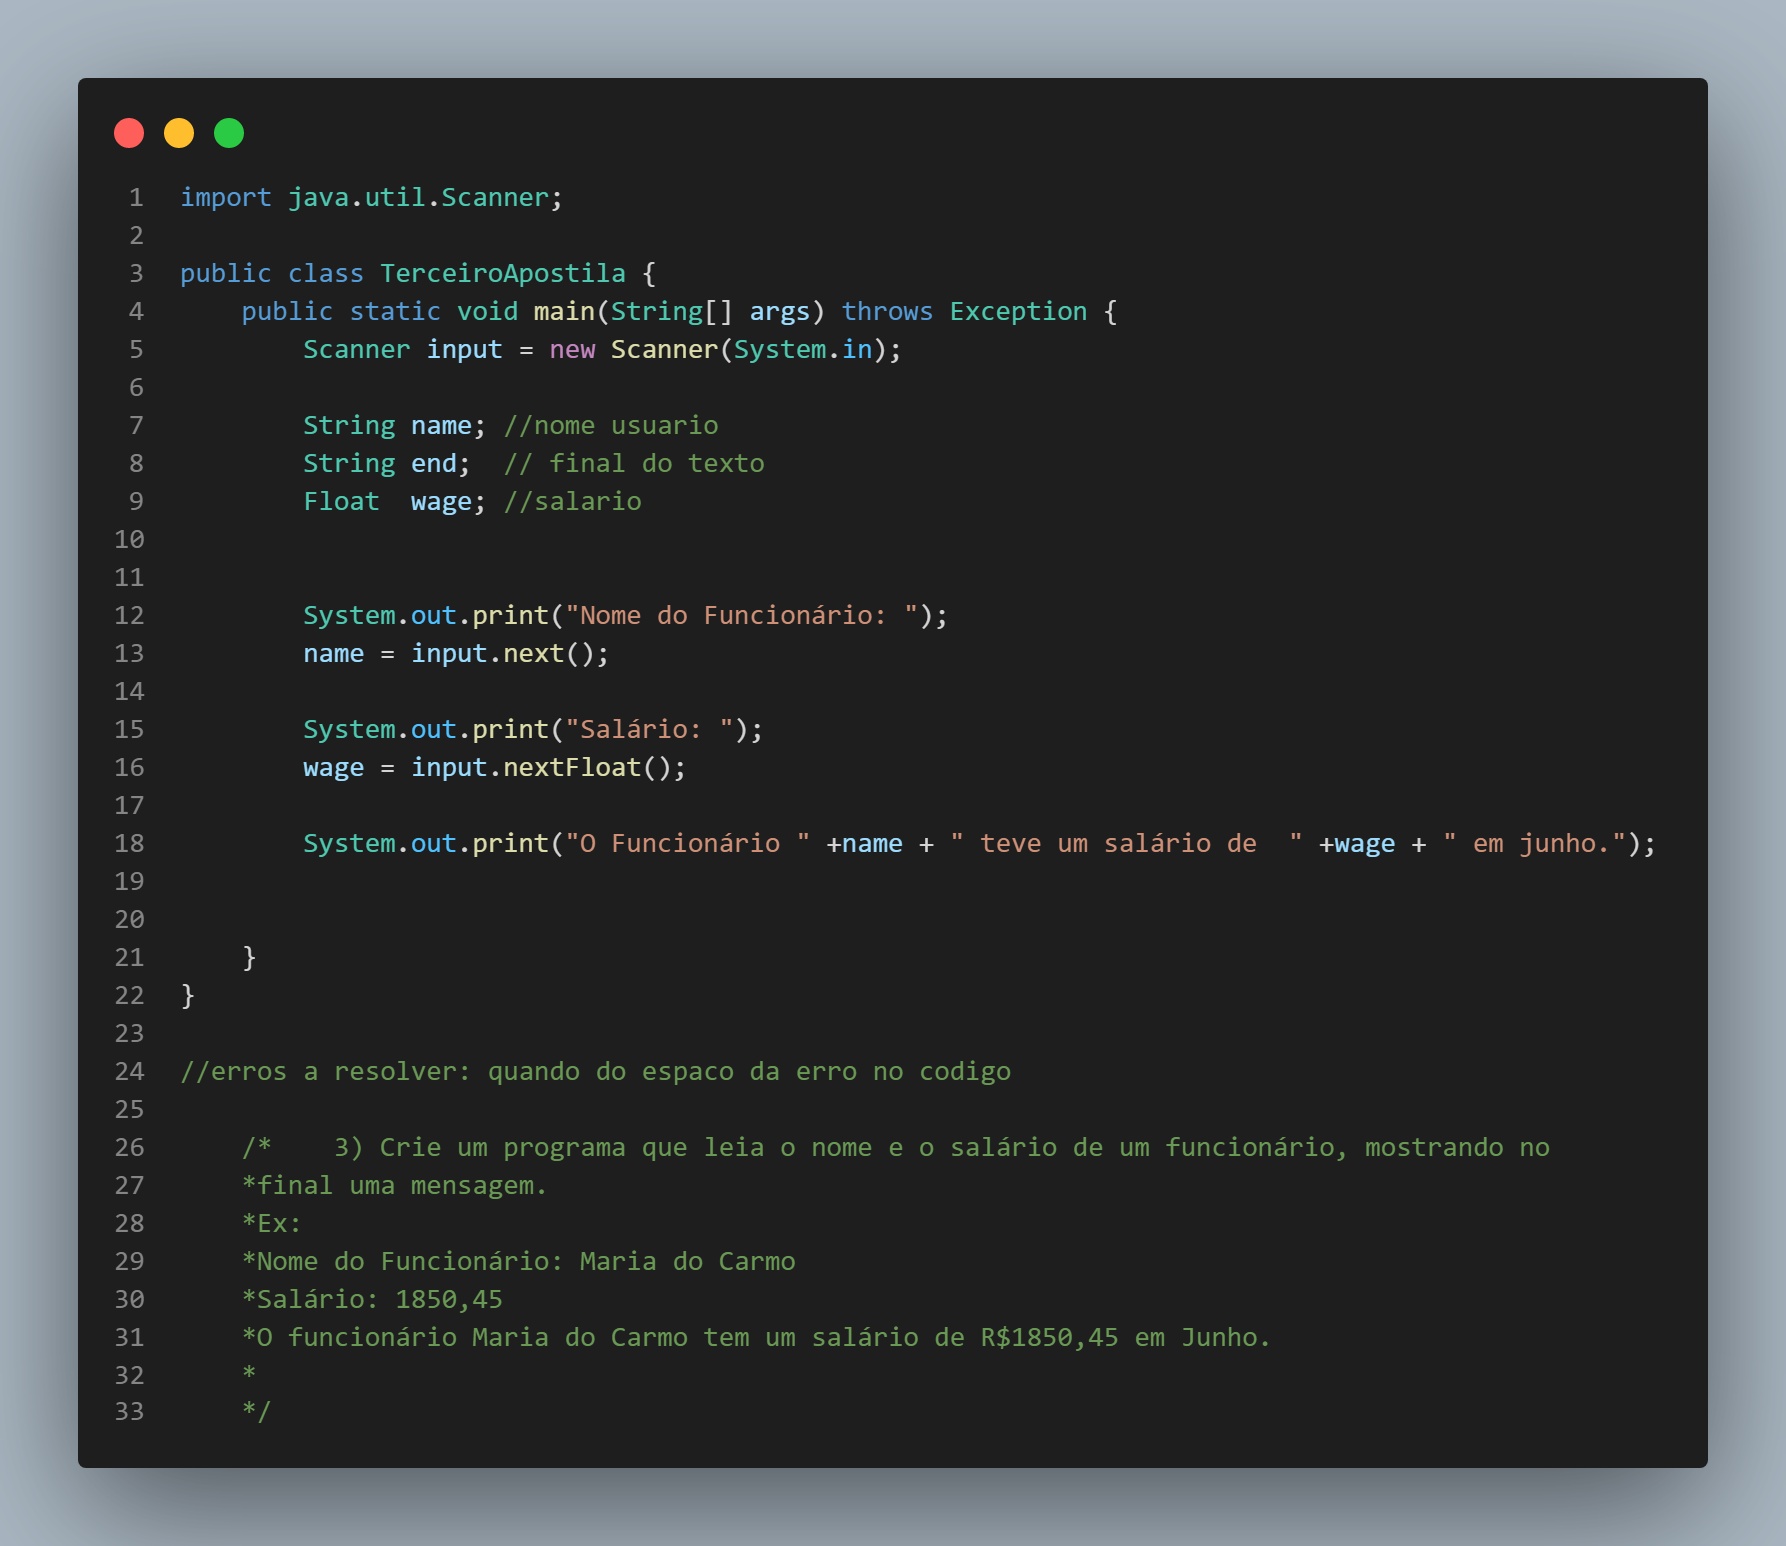 1 import java.util.Scanner;
2
3 public class TerceiroApostila {
4     public static void main(String[] args) throws Exception {
5         Scanner input = new Scanner(System.in);
6
7         String name; //nome usuario
8         String end;  // final do texto
9         Float  wage; //salario
10
11
12         System.out.print("Nome do Funcionário: ");
13         name = input.next();
14
15         System.out.print("Salário: ");
16         wage = input.nextFloat();
17
18         System.out.print("O Funcionário " +name + " teve um salário de  " +wage + " em junho.");
19
20
21     }
22 }
23
24 //erros a resolver: quando do espaco da erro no codigo
25
26     /*    3) Crie um programa que leia o nome e o salário de um funcionário, mostrando no
27     *final uma mensagem.
28     *Ex:
29     *Nome do Funcionário: Maria do Carmo
30     *Salário: 1850,45
31     *O funcionário Maria do Carmo tem um salário de R$1850,45 em Junho.
32     *
33     */